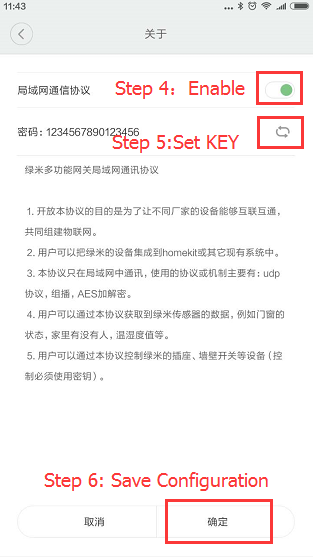 11:43
关于
局域网通信协议
Step 4：Enable
密码：1234567890123456
Step 5:Set KEY
绿米多功能网关局域网通讯协议
1. 开放本协议的目的是为了让不同厂家的设备能够互联互通，
共同组建物联网。
2. 用户可以把绿米的设备集成到homekit或其它现有系统中。
3. 本协议只在局域网中通讯，使用的协议或机制主要有: udp
协议，组播，AES加解密。
4. 用户可以通过本协议获取到绿米传感器的数据，例如门窗的
状态，家里有没有人，温湿度值等。
5. 用户可以通过本协议控制绿米的插座、墙壁开关等设备（控
制必须使用密钥）。
Step 6: Save Configuration
取消
确定